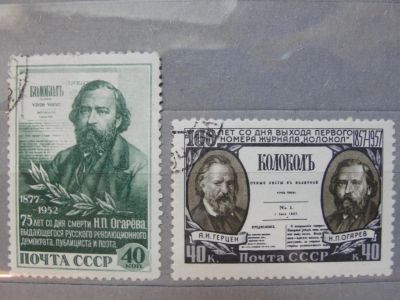 КОЛОКОЛЪ
1877
1952
75 лет со дня смерти Н.П. Огарёва,
выдающегося русского революционного
демократа, публициста и поэта.
ПОЧТА СССР 40 КОП.
100 ЛЕТ СО ДНЯ ВЫХОДА ПЕРВОГО
НОМЕРА ЖУРНАЛА „КОЛОКОЛ" 1857-1957
КОЛОКОЛЪ
№ 1.
А.И. ГЕРЦЕН
Н.П. ОГАРЕВ
40 К ПОЧТА СССР 40 К